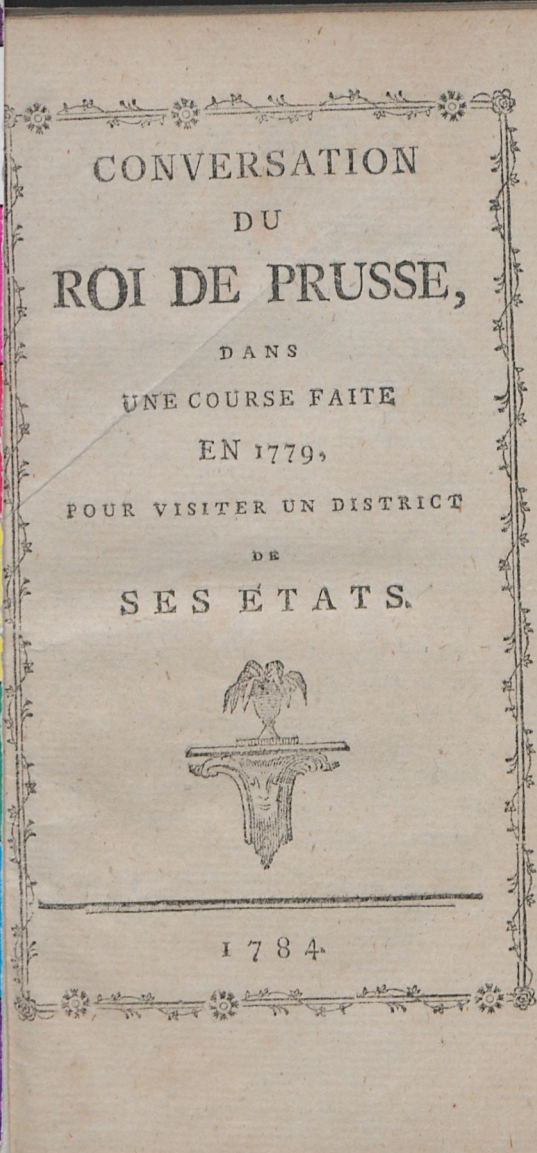 CONVERSATION
DU
ROI DE PRUSSE,
DANS
UNE COURSE FAITE
EN 1779,
POUR VISITER UN DISTRICT
DE
SES ÉTATS.
1784.